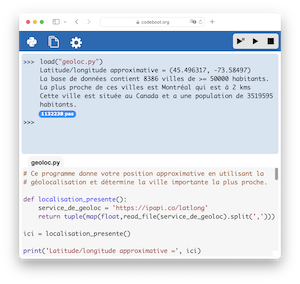 codeboot.org
>>> load("geoloc.py")
Latitude/longitude approximative = (45.496317, -73.58497)
La base de données contient 8386 villes de >= 50000 habitants.
La plus proche de ces villes est Montréal qui est à 2 kms
Cette ville est située au Canada et a une population de 3519595
habitants.
1122238 pas
>>>
geoloc.py
# Ce programme donne votre position approximative en utilisant la
# géolocalisation et détermine la ville importante la plus proche.
def localisation_presente():
service_de_geoloc = "https://ipapi.co/latlong"
return tuple(map(float,read_file(service_de_geoloc).split(',')))
ici = localisation_presente()
print('Latitude/longitude approximative =', ici)